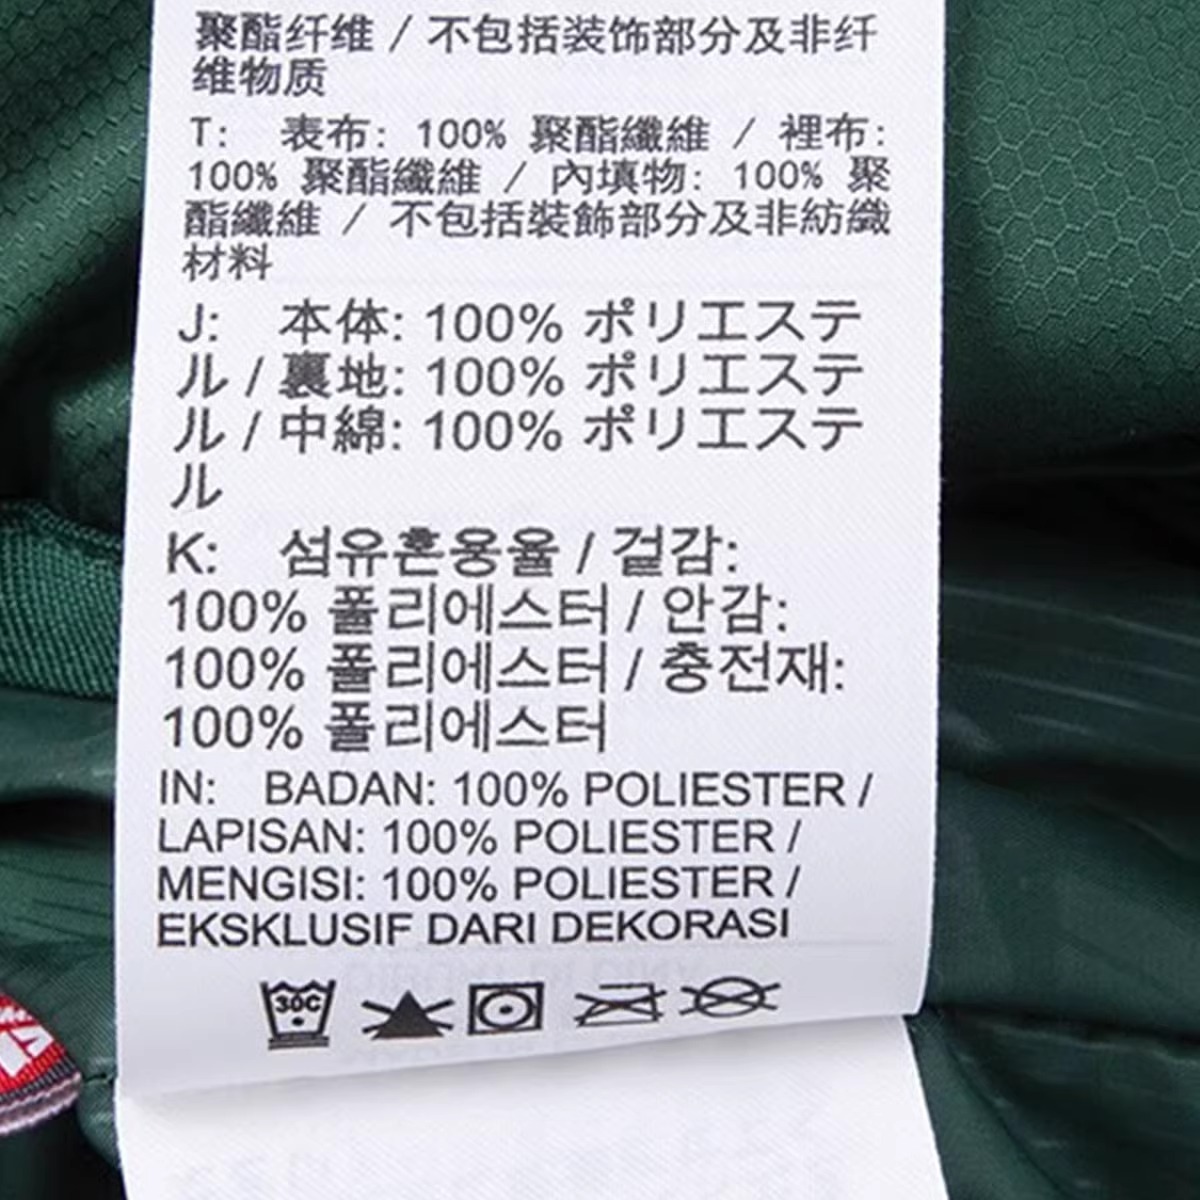 聚酯纤维 / 不包括装饰部分及非纤
维物质
T: 表布: 100% 聚酯纖維 / 裡布:
100% 聚酯纖維 / 內填物: 100% 聚
酯纖維 / 不包括裝飾部分及非紡織
材料
J: 本体: 100% ポリエステ
ル / 裏地: 100% ポリエステ
ル / 中綿: 100% ポリエステ
ル
K: 섬유혼용율 / 겉감:
100% 폴리에스터 / 안감:
100% 폴리에스터 / 충전재:
100% 폴리에스터
IN: BADAN: 100% POLIESTER /
LAPISAN: 100% POLIESTER /
MENGISI: 100% POLIESTER /
EKSKLUSIF DARI DEKORASI
30C